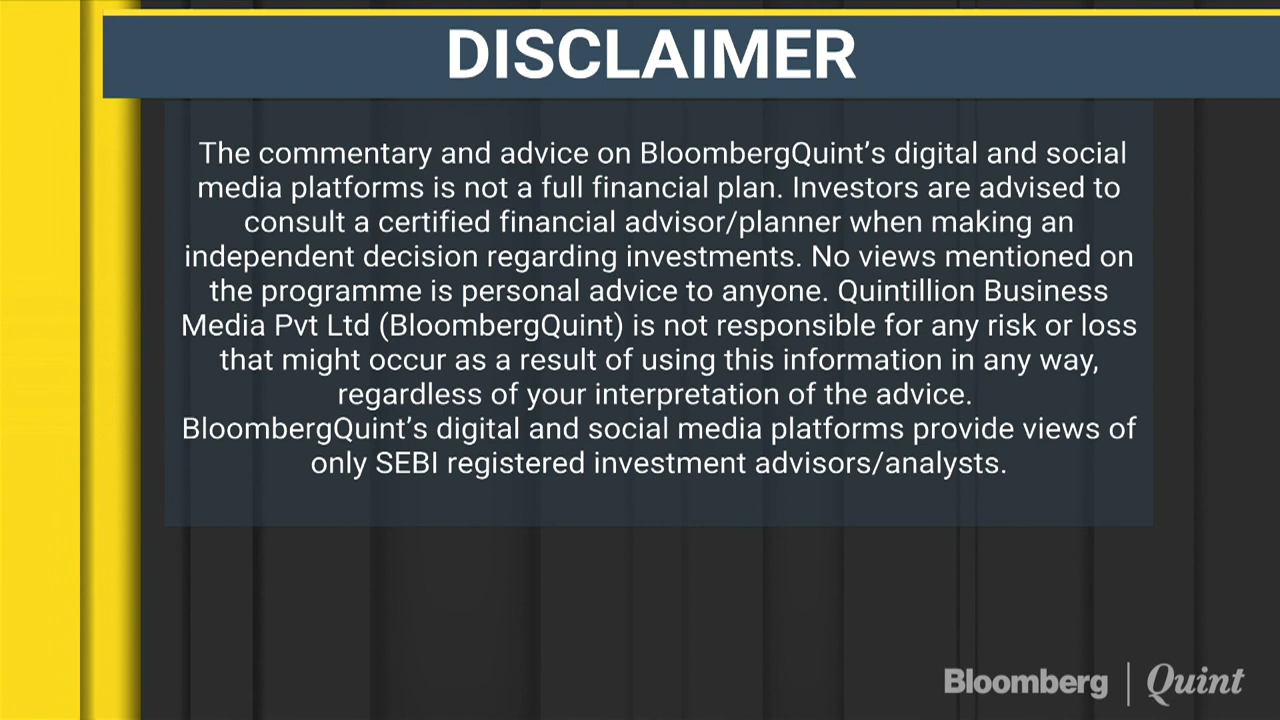 DISCLAIMER
The commentary and advice on BloombergQuint’s digital and social
media platforms is not a full financial plan. Investors are advised to
consult a certified financial advisor/planner when making an
independent decision regarding investments. No views mentioned on
the programme is personal advice to anyone. Quintillion Business
Media Pvt Ltd (BloombergQuint) is not responsible for any risk or loss
that might occur as a result of using this information in any way,
regardless of your interpretation of the advice.
BloombergQuint’s digital and social media platforms provide views of
only SEBI registered investment advisors/analysts.
Bloomberg | Quint